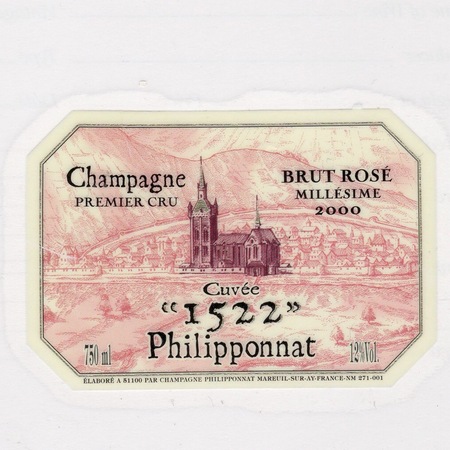 Champagne
PREMIER CRU
BRUT ROSÉ
MILLÉSIME
2000
Cuvée
"1522"
Philipponnat
750 ml
12%Vol.
ÉLABORÉ A 51100 PAR CHAMPAGNE PHILIPPONNAT MAREUIL-SUR-AY-FRANCE-NM 271-001